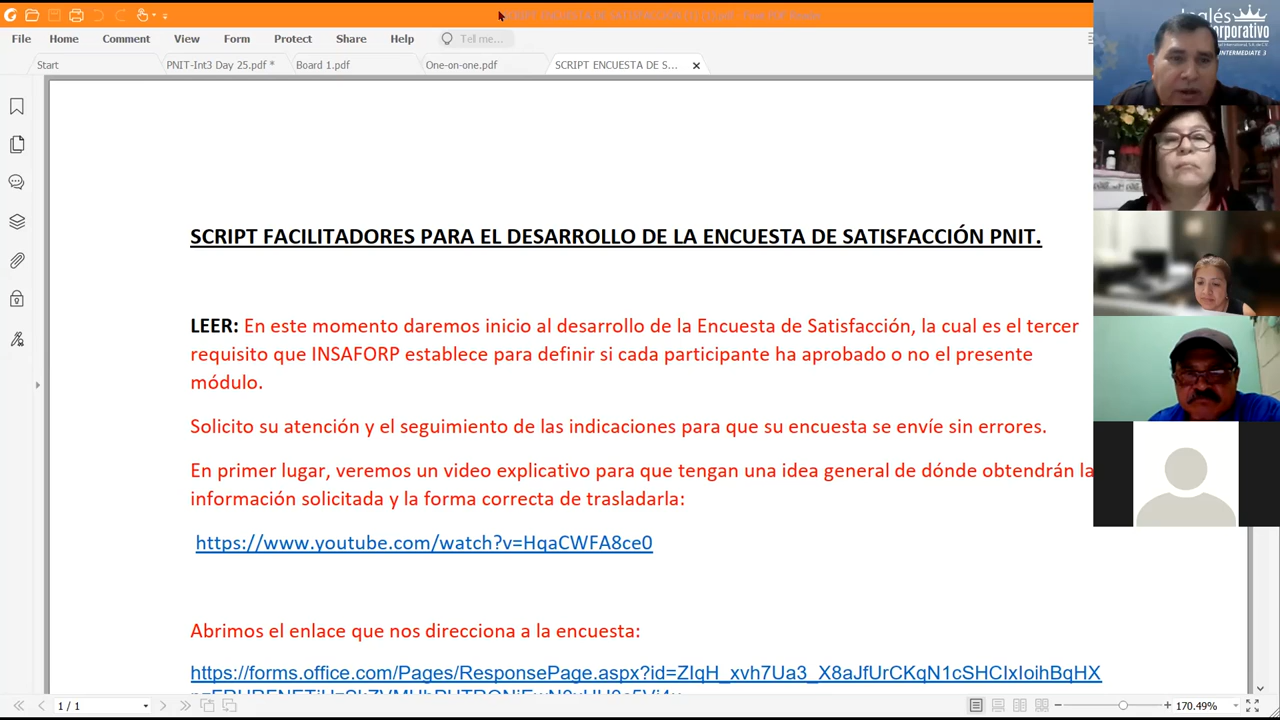 File Home Comment View Form Protect Share Help Tell me...
Start PNIT-Int3 Day 25.pdf * Board 1.pdf One-on-one.pdf SCRIPT ENCUESTA DE S...
Inglés
rporativo
INTERMEDIATE 3
SCRIPT FACILITADORES PARA EL DESARROLLO DE LA ENCUESTA DE SATISFACCIÓN PNIT.
LEER: En este momento daremos inicio al desarrollo de la Encuesta de Satisfacción, la cual es el tercer
requisito que INSAFORP establece para definir si cada participante ha aprobado o no el presente
módulo.
Solicito su atención y el seguimiento de las indicaciones para que su encuesta se envíe sin errores.
En primer lugar, veremos un video explicativo para que tengan una idea general de dónde obtendrán la
información solicitada y la forma correcta de trasladarla:
https://www.youtube.com/watch?v=HqaCWFA8ce0
Abrimos el enlace que nos direcciona a la encuesta:
https://forms.office.com/Pages/ResponsePage.aspx?id=ZIqH_xvh7Ua3_X8aJfUrCKqN1cSHCIxIoihBqHX
1 / 1 170.49%